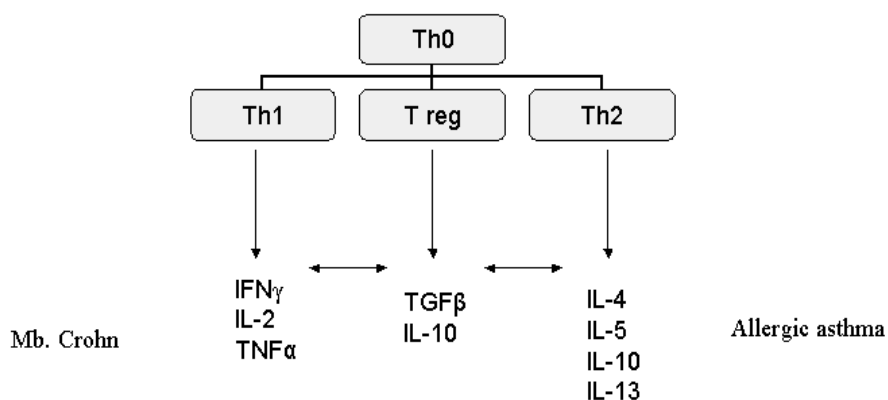 Th0
Th1
T reg
Th2
IFNγ
IL-2
TNFα
TGFβ
IL-10
IL-4
IL-5
IL-10
IL-13
Mb. Crohn
Allergic asthma